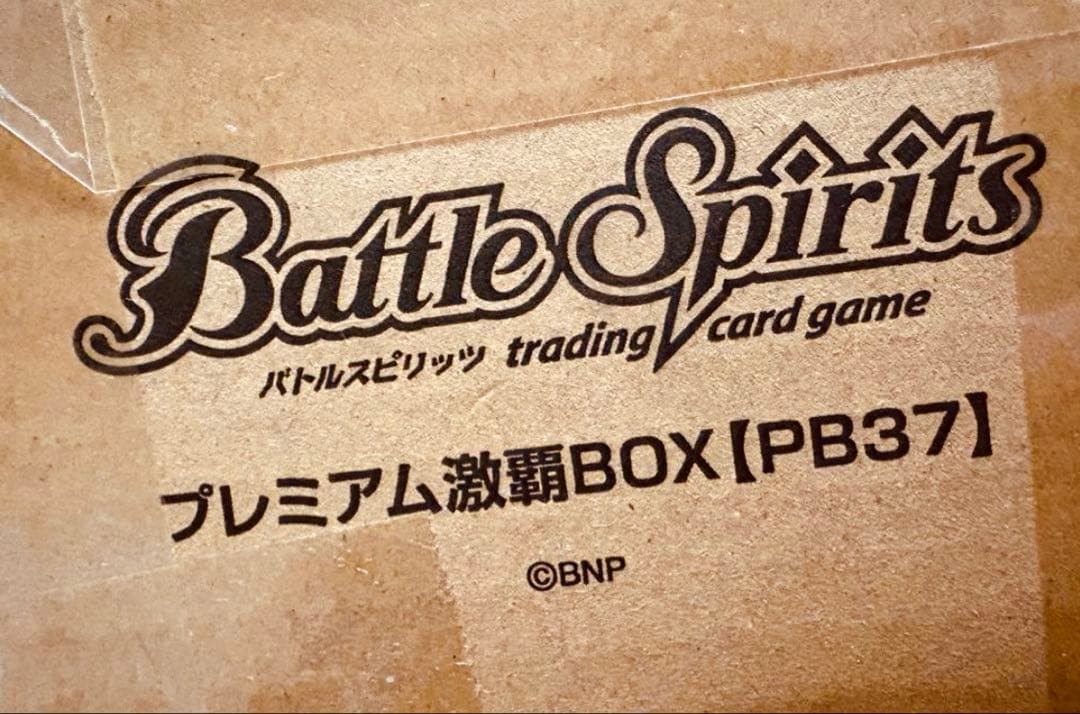 Battle Spirits
バトルスピリッツ trading card game
プレミアム激覇BOX【PB37】
©BNP